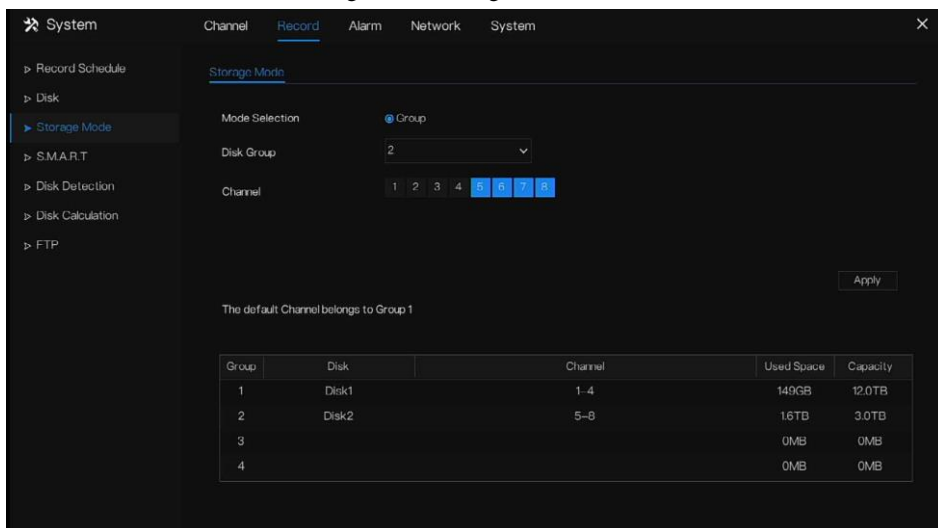 System Channel Record Alarm Network System ×
Record Schedule
Disk
Storage Mode
S.M.A.R.T
Disk Detection
Disk Calculation
FTP
Storage Mode
Mode Selection Group
Disk Group 2
Channel 1 2 3 4 5 6 7 8
Apply
The default Channel belongs to Group 1
Group Disk Channel Used Space Capacity
1 Disk1 1-4 149GB 12.0TB
2 Disk2 5-8 1.6TB 3.0TB
3 0MB 0MB
4 0MB 0MB